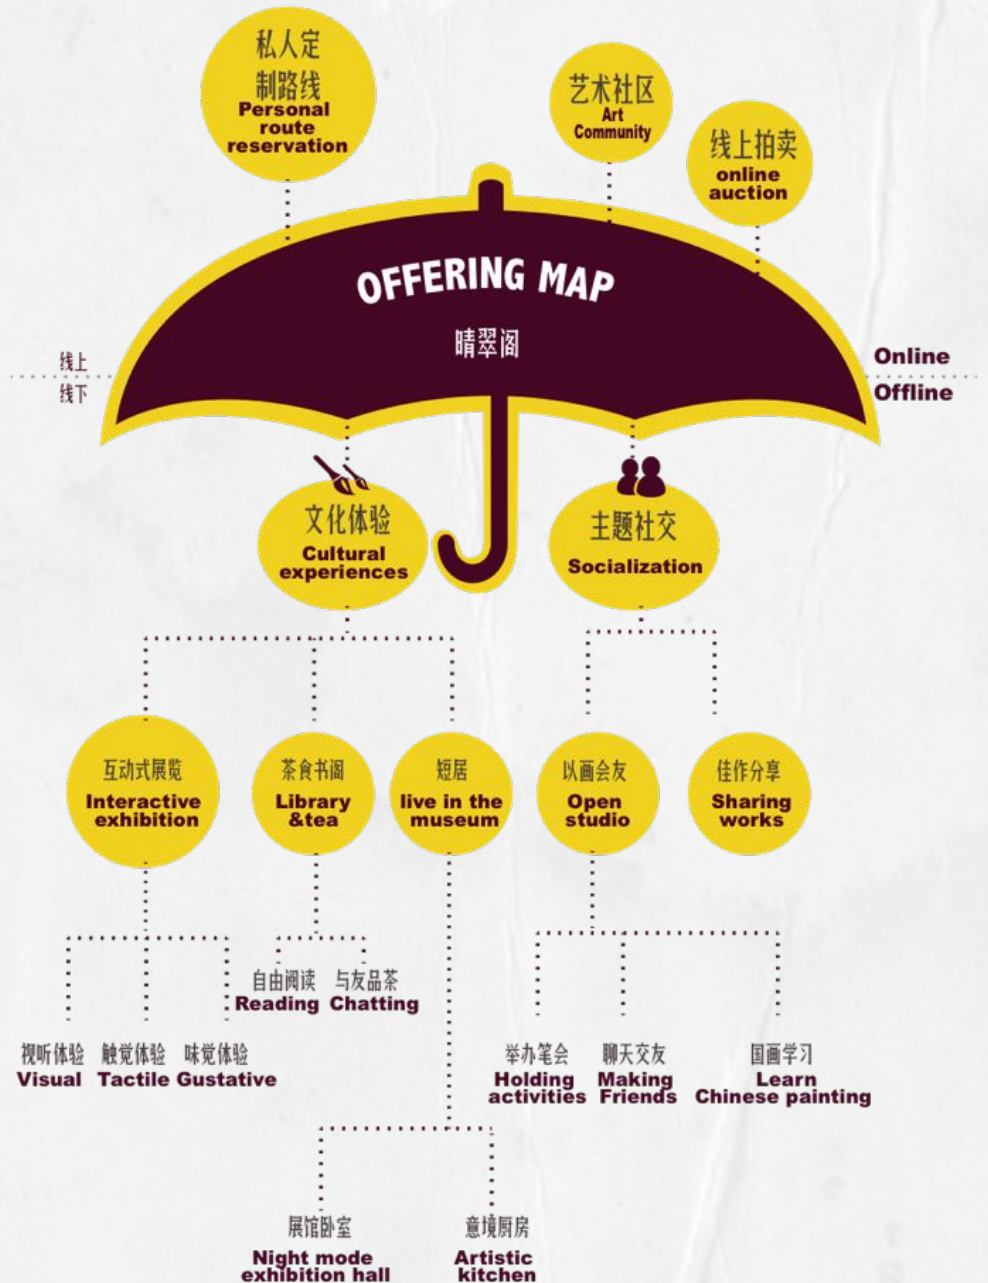 私人定
制路线
Personal
route
reservation
艺术社区
Art
Community
线上拍卖
online
auction
OFFERING MAP
晴翠阁
线上
Online
线下
Offline
文化体验
Cultural
experiences
主题社交
Socialization
互动式展览
Interactive
exhibition
茶食书阁
Library
&tea
短居
live in the
museum
以画会友
Open
studio
佳作分享
Sharing
works
自由阅读
Reading
与友品茶
Chatting
视听体验
Visual
触觉体验
Tactile
味觉体验
Gustative
举办笔会
Holding
activities
聊天交友
Making
Friends
国画学习
Learn
Chinese painting
展馆卧室
Night mode
exhibition hall
意境厨房
Artistic
kitchen